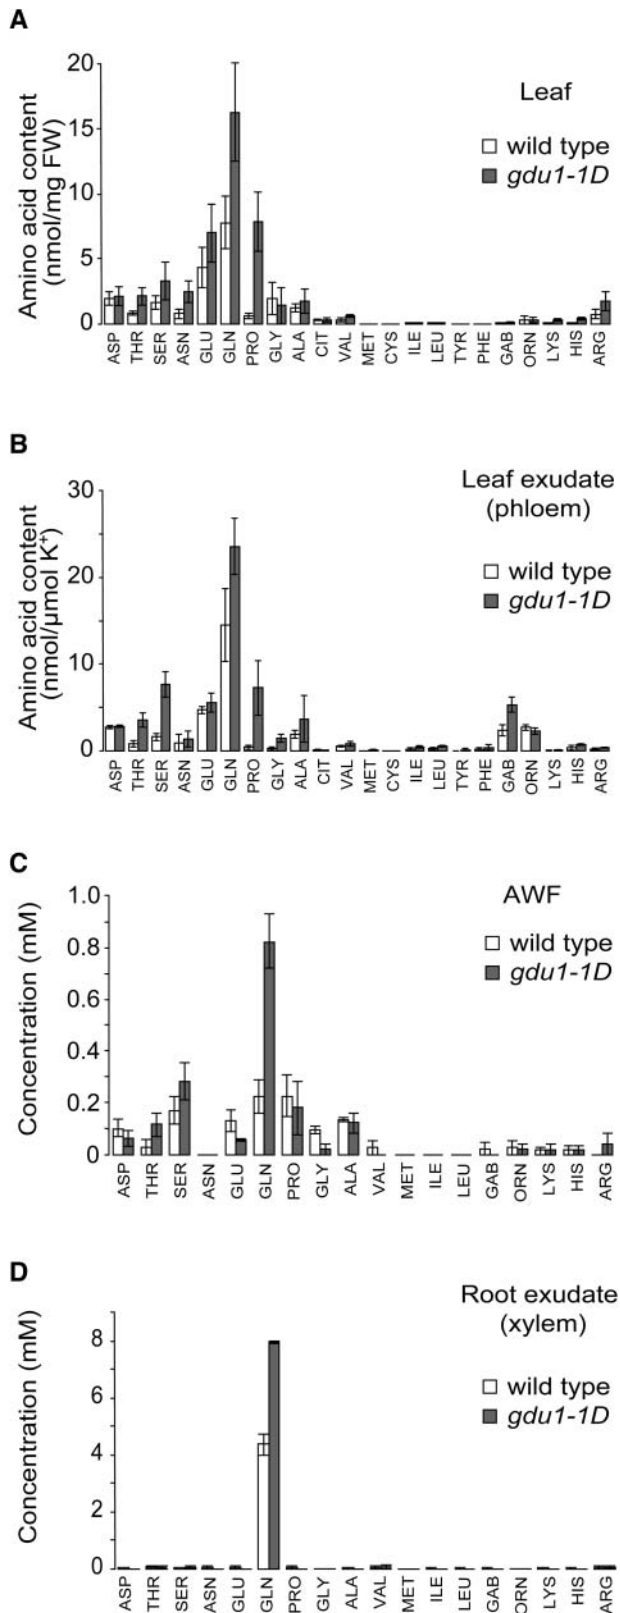 A
Leaf
wild type
gdu1-1D
Amino acid content
(nmol/mg FW)
20
15
10
5
0
ASP THR SER ASN GLU GLN PRO GLY ALA CIT VAL MET CYS ILE LEU TYR PHE GAB ORN LYS HIS ARG
B
Leaf exudate
(phloem)
wild type
gdu1-1D
Amino acid content
(nmol/µmol K⁺)
30
20
10
0
ASP THR SER ASN GLU GLN PRO GLY ALA CIT VAL MET CYS ILE LEU TYR PHE GAB ORN LYS HIS ARG
C
AWF
wild type
gdu1-1D
Concentration (mM)
1.0
0.8
0.6
0.4
0.2
0
ASP THR SER ASN GLU GLN PRO GLY ALA VAL MET ILE LEU GAB ORN LYS HIS ARG
D
Root exudate
(xylem)
wild type
gdu1-1D
Concentration (mM)
8
6
4
2
0
ASP THR SER ASN GLU GLN PRO GLY ALA VAL MET ILE LEU GAB ORN LYS HIS ARG